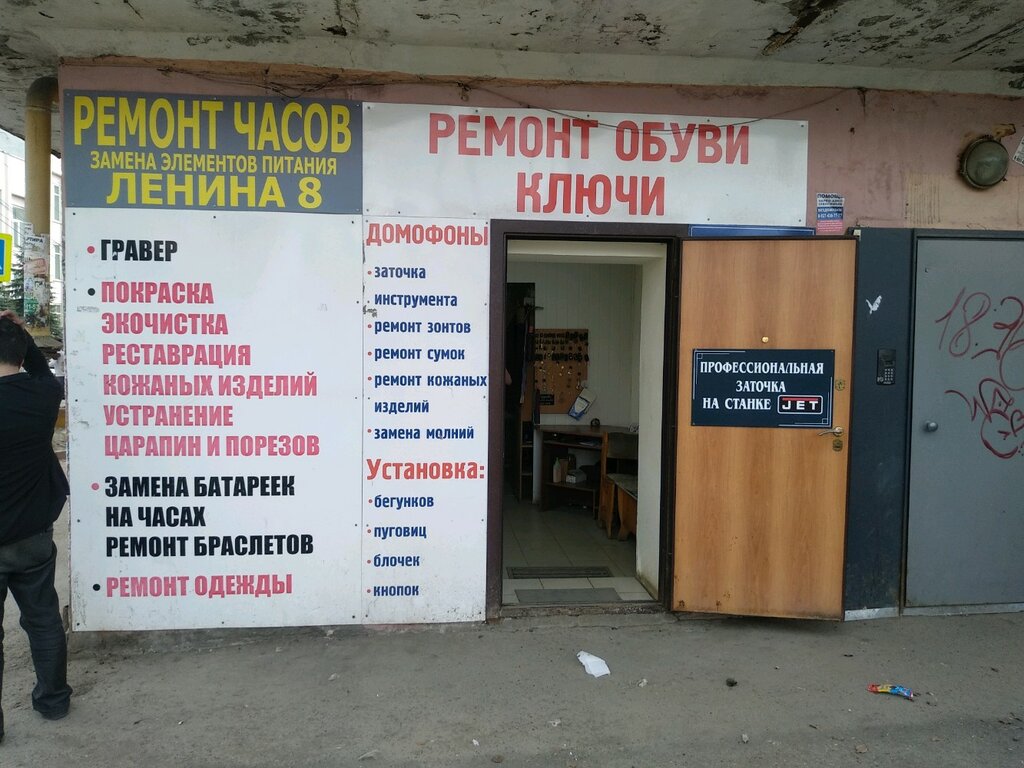 РЕМОНТ ЧАСОВ
ЗАМЕНА ЭЛЕМЕНТОВ ПИТАНИЯ
ЛЕНИНА 8
• ГРАВЕР
• ПОКРАСКА
ЭКОЧИСТКА
РЕСТАВРАЦИЯ
КОЖАНЫХ ИЗДЕЛИЙ
УСТРАНЕНИЕ
ЦАРАПИН И ПОРЕЗОВ
• ЗАМЕНА БАТАРЕЕК
НА ЧАСАХ
РЕМОНТ БРАСЛЕТОВ
• РЕМОНТ ОДЕЖДЫ
РЕМОНТ ОБУВИ
КЛЮЧИ
ДОМОФОНЫ
• заточка
инструмента
• ремонт зонтов
• ремонт сумок
• ремонт кожаных
изделий
• замена молний
Установка:
• бегунков
• пуговиц
• блочек
• кнопок
ПРОФЕССИОНАЛЬНАЯ
ЗАТОЧКА
НА СТАНКЕ JET